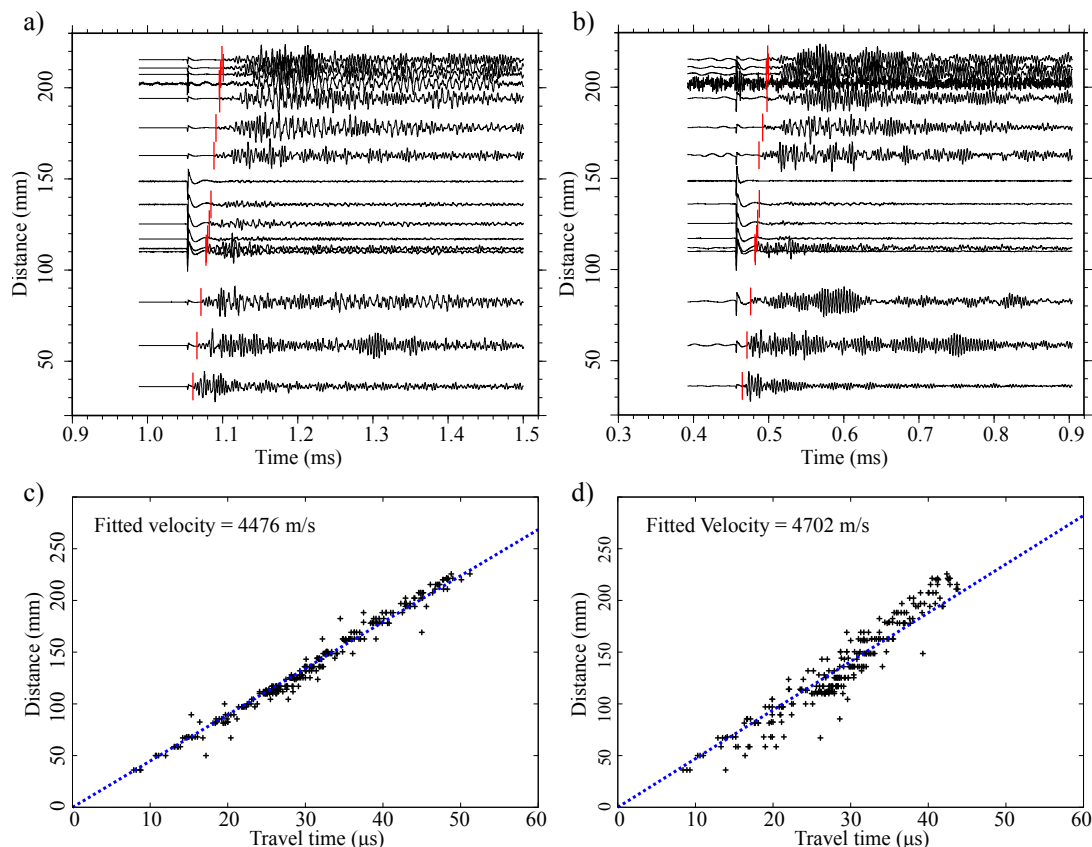 a)
b)
200
150
100
50
Distance (mm)
0.9 1.0 1.1 1.2 1.3 1.4 1.5
Time (ms)
200
150
100
50
Distance (mm)
0.3 0.4 0.5 0.6 0.7 0.8 0.9
Time (ms)
c)
d)
Fitted velocity = 4476 m/s
250
200
150
100
50
0
Distance (mm)
0 10 20 30 40 50 60
Travel time (μs)
Fitted Velocity = 4702 m/s
250
200
150
100
50
0
Distance (mm)
0 10 20 30 40 50 60
Travel time (μs)